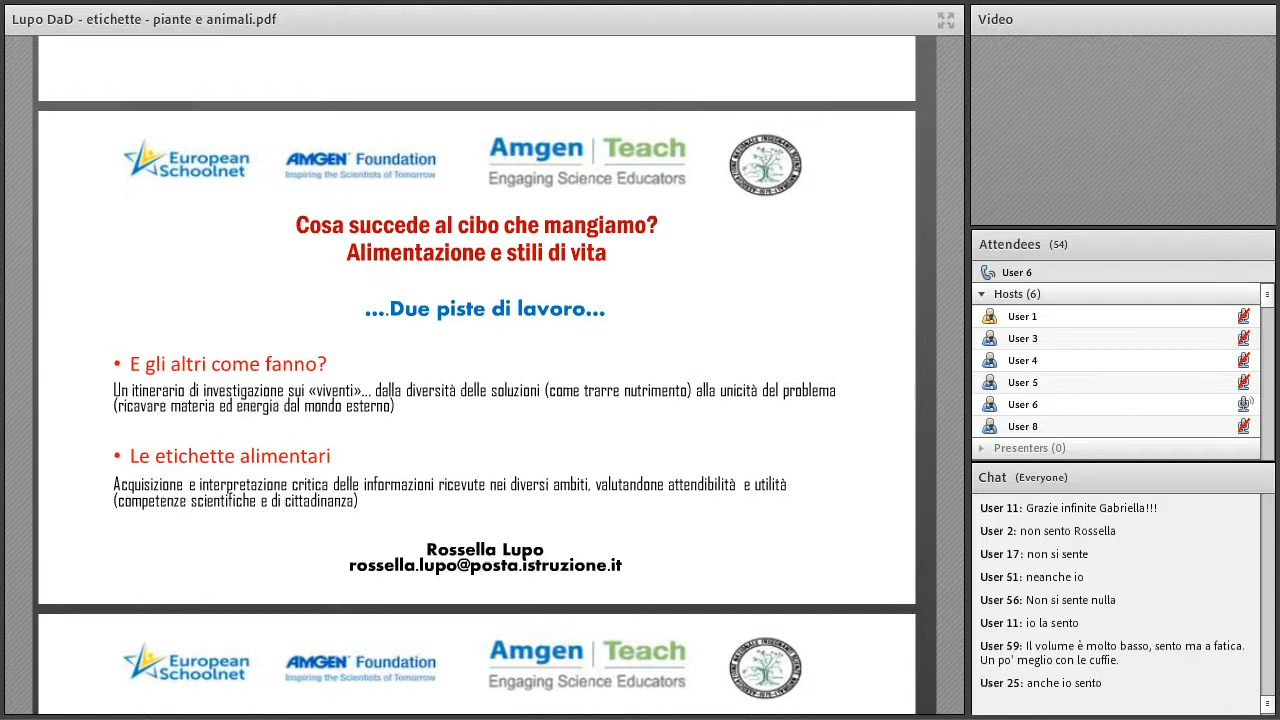 Lupo DaD - etichette - piante e animali.pdf
European
Schoolnet
AMGEN Foundation
Inspiring the Scientists of Tomorrow
Amgen | Teach
Engaging Science Educators
Cosa succede al cibo che mangiamo?
Alimentazione e stili di vita
....Due piste di lavoro...
• E gli altri come fanno?
Un itinerario di investigazione sui «viventi»... dalla diversità delle soluzioni (come trarre nutrimento) alla unicità del problema
(ricavare materia ed energia dal mondo esterno)
• Le etichette alimentari
Acquisizione e interpretazione critica delle informazioni ricevute nei diversi ambiti, valutandone attendibilità e utilità
(competenze scientifiche e di cittadinanza)
Rossella Lupo
rossella.lupo@posta.istruzione.it
European
Schoolnet
AMGEN Foundation
Inspiring the Scientists of Tomorrow
Amgen | Teach
Engaging Science Educators
Video
Attendees (54)
User 6
Hosts (6)
User 1
User 3
User 4
User 5
User 6
User 8
Presenters (0)
Chat (Everyone)
User 11: Grazie infinite Gabriella!!!
User 2: non sento Rossella
User 17: non si sente
User 51: neanche io
User 56: Non si sente nulla
User 11: io la sento
User 59: Il volume è molto basso, sento ma a fatica.
Un po' meglio con le cuffie.
User 25: anche io sento